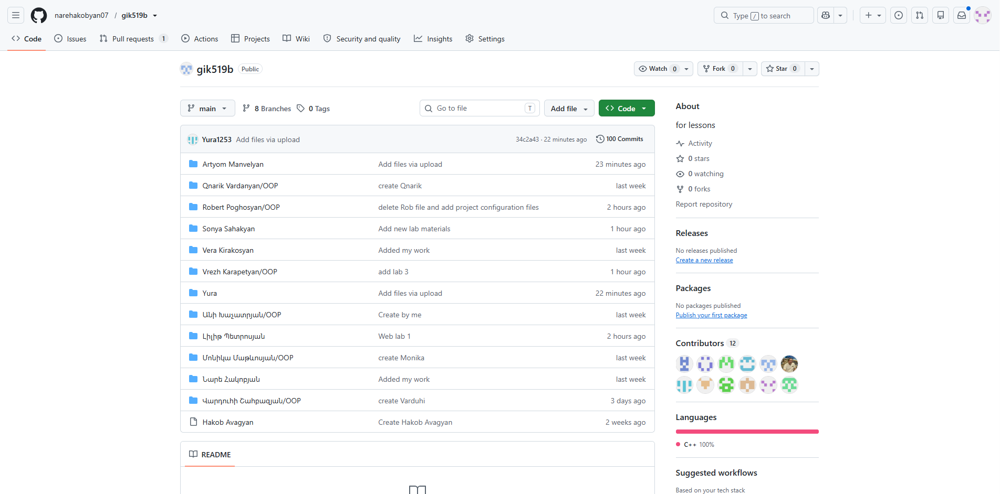 narehakobyan07 / gik519b
Type / to search
Code
Issues
Pull requests 1
Actions
Projects
Wiki
Security and quality
Insights
Settings
gik519b Public
Watch 0
Fork 0
Star 0
main
8 Branches
0 Tags
Go to file T
Add file
Code
Yura1253 Add files via upload 34c2a43 · 22 minutes ago 100 Commits
Artyom Manvelyan Add files via upload 23 minutes ago
Qnarik Vardanyan/OOP create Qnarik last week
Robert Poghosyan/OOP delete Rob file and add project configuration files 2 hours ago
Sonya Sahakyan Add new lab materials 1 hour ago
Vera Kirakosyan Added my work last week
Vrezh Karapetyan/OOP add lab 3 1 hour ago
Yura Add files via upload 22 minutes ago
Անի Խաչատրյան/OOP Create by me last week
Լիլիթ Պետրոսյան Web lab 1 2 hours ago
Մոնիկա Մաթևոսյան/OOP create Monika last week
Նարե Հակոբյան Added my work last week
Վարդուհի Շահբազյան/OOP create Varduhi 3 days ago
Hakob Avagyan Create Hakob Avagyan 2 weeks ago
README
About
for lessons
Activity
0 stars
0 watching
0 forks
Report repository
Releases
No releases published
Create a new release
Packages
No packages published
Publish your first package
Contributors 12
Languages
C++ 100%
Suggested workflows
Based on your tech stack